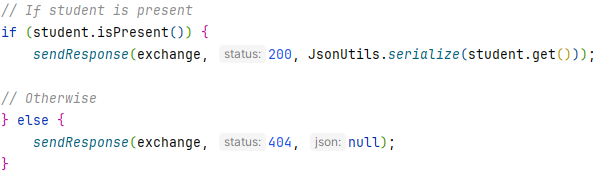 // If student is present
if (student.isPresent()) {
sendResponse(exchange, status: 200, JsonUtils.serialize(student.get()));
// Otherwise
} else {
sendResponse(exchange, status: 404, json: null);
}